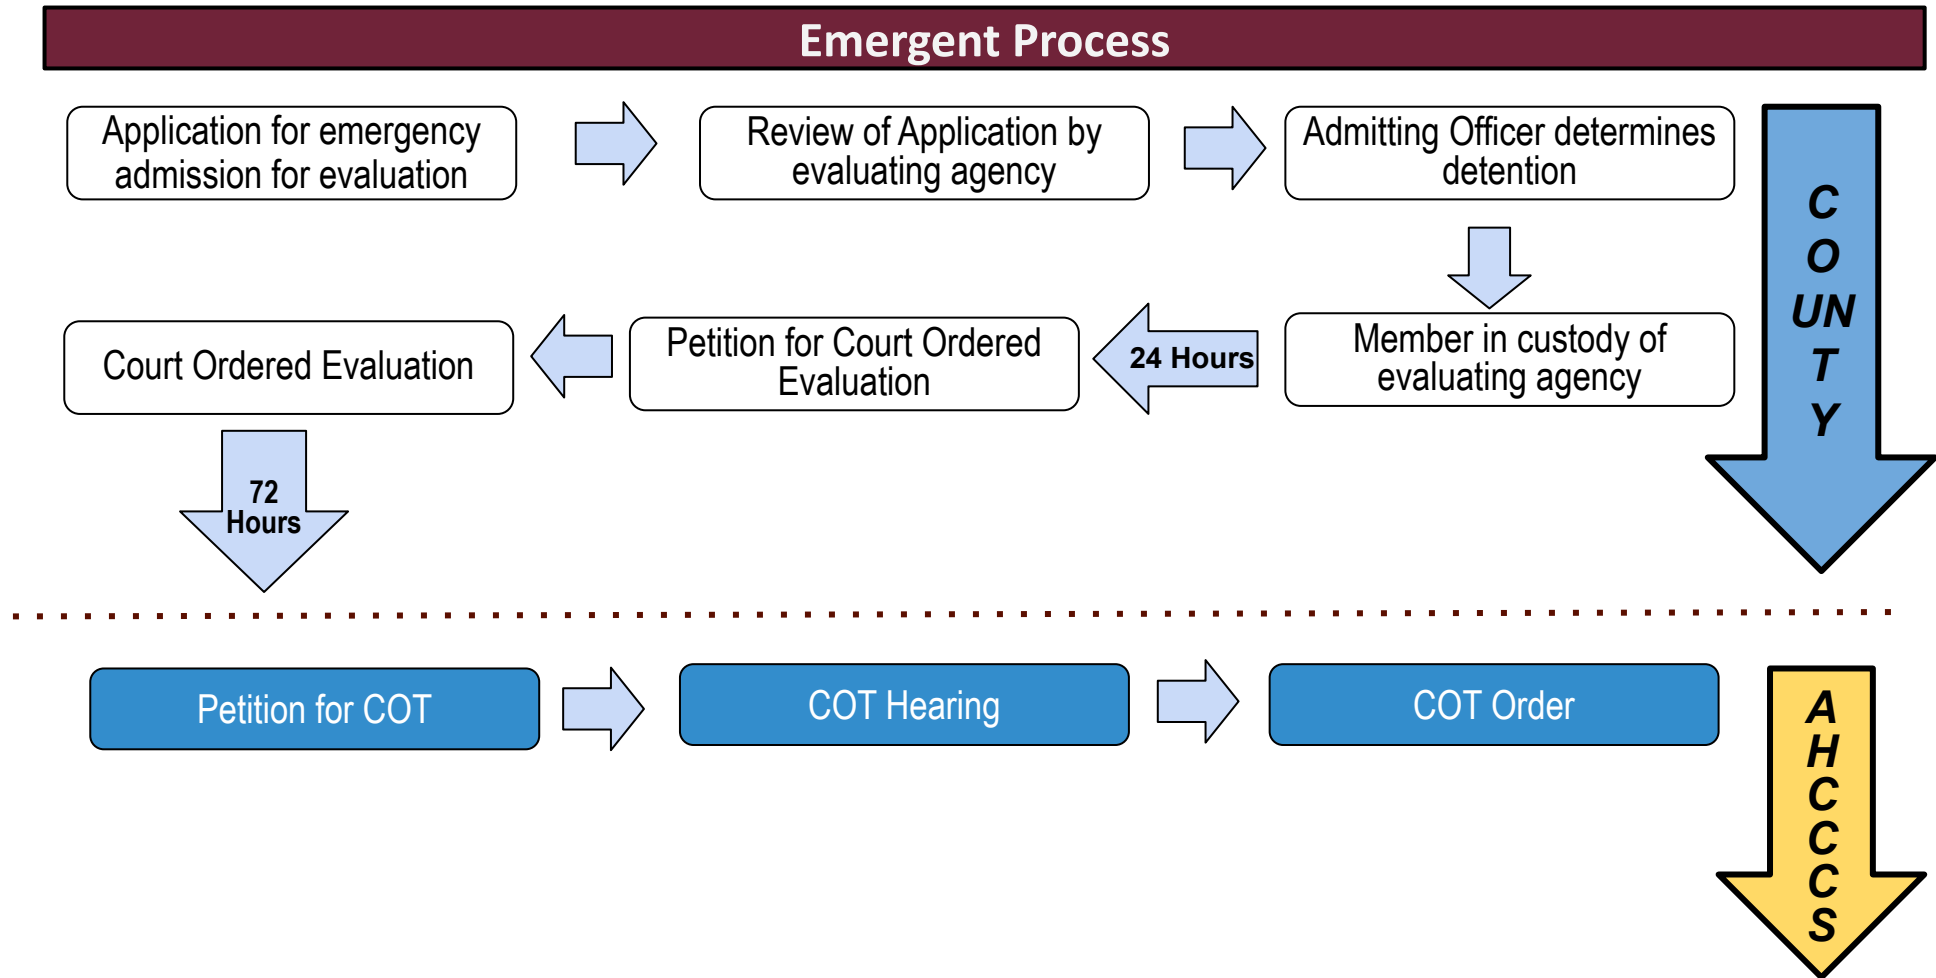 Emergent Process
Application for emergency
admission for evaluation
Review of Application by
evaluating agency
Admitting Officer determines
detention
C
O
UN
T
Y
Member in custody of
evaluating agency
24 Hours
Petition for Court Ordered
Evaluation
Court Ordered Evaluation
72
Hours
Petition for COT
COT Hearing
COT Order
A
H
C
C
C
S